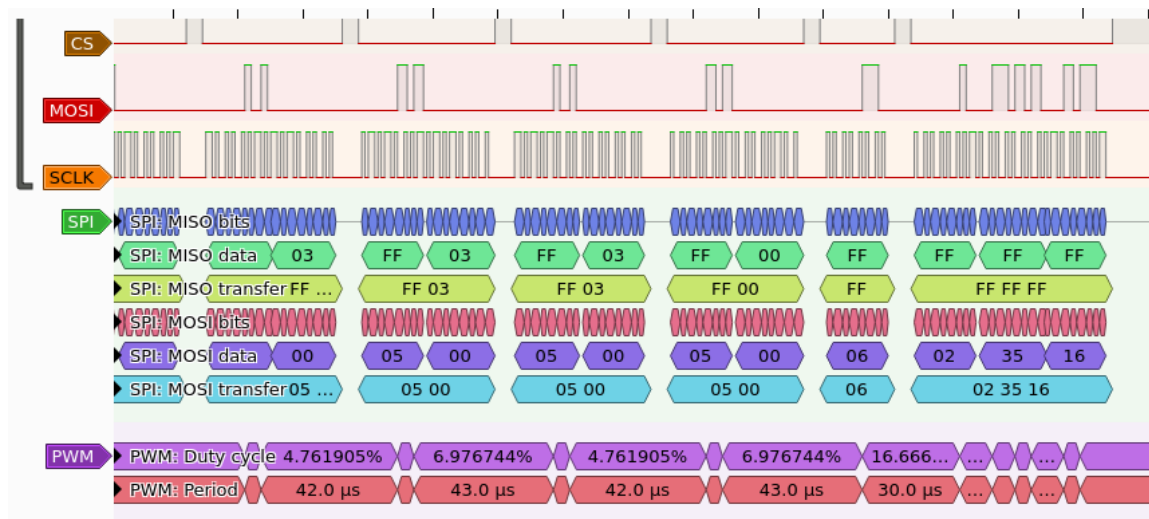 CS
MOSI
SCLK
SPI
SPI: MISO bits
SPI: MISO data 03 FF 03 FF 03 FF 00 FF FF FF FF
SPI: MISO transfer FF ... FF 03 FF 03 FF 00 FF FF FF FF
SPI: MOSI bits
SPI: MOSI data 00 05 00 05 00 05 00 06 02 35 16
SPI: MOSI transfer 05 ... 05 00 05 00 05 00 06 02 35 16
PWM
PWM: Duty cycle 4.761905% 6.976744% 4.761905% 6.976744% 16.666... ... ...
PWM: Period 42.0 µs 43.0 µs 42.0 µs 43.0 µs 30.0 µs ... ...